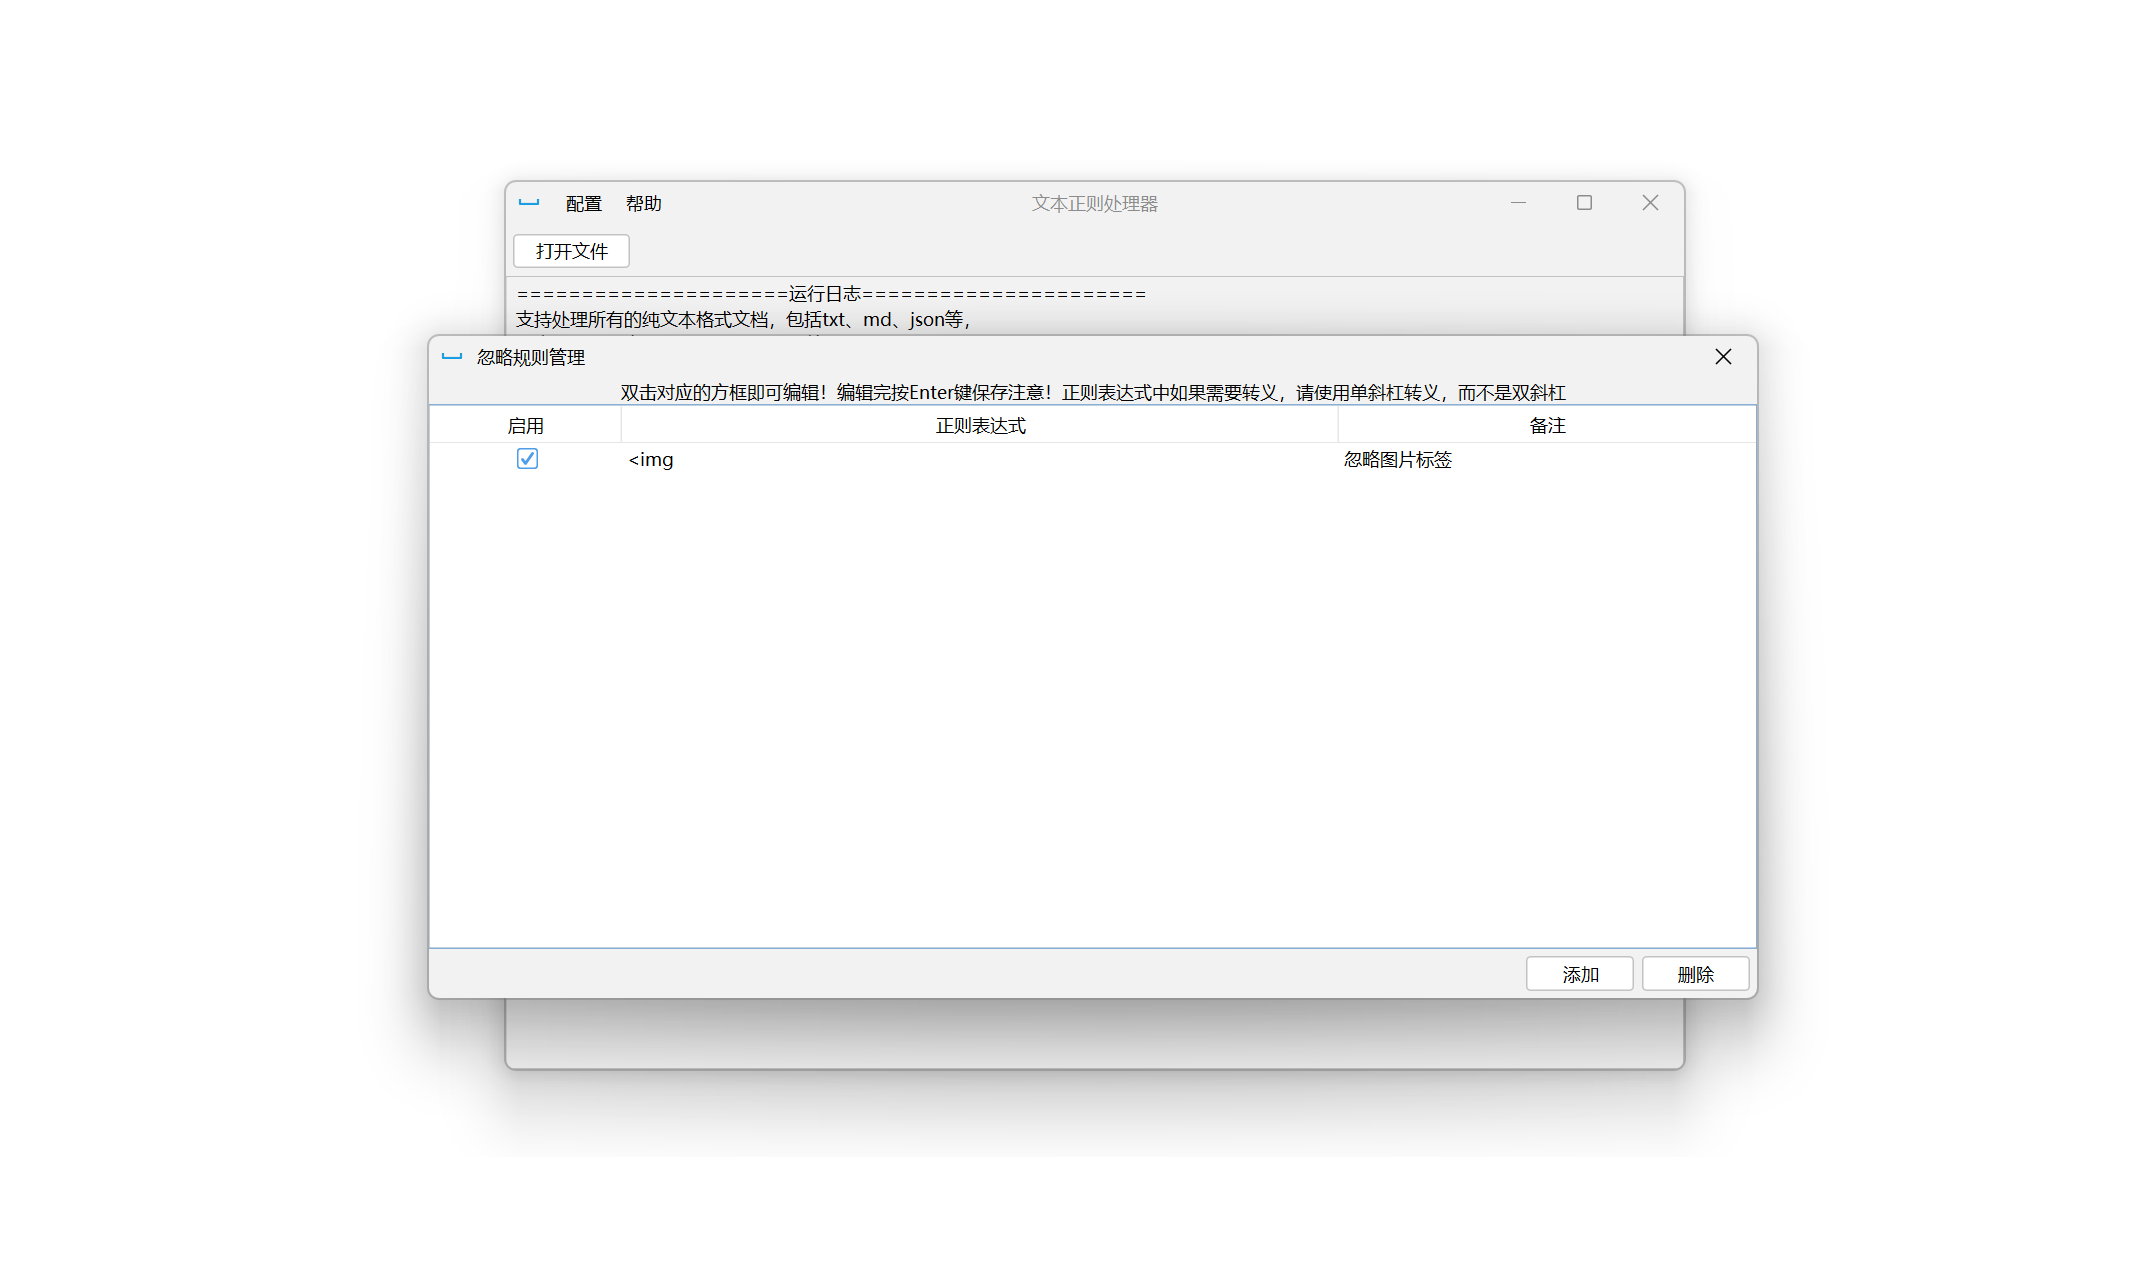 配置 帮助 文本正则处理器
打开文件
=====================运行日志======================
支持处理所有的纯文本格式文档，包括txt、md、json等，
忽略规则管理
双击对应的方框即可编辑！编辑完按Enter键保存注意！正则表达式中如果需要转义，请使用单斜杠转义，而不是双斜杠
启用 正则表达式 备注
<img 忽略图片标签
添加 删除